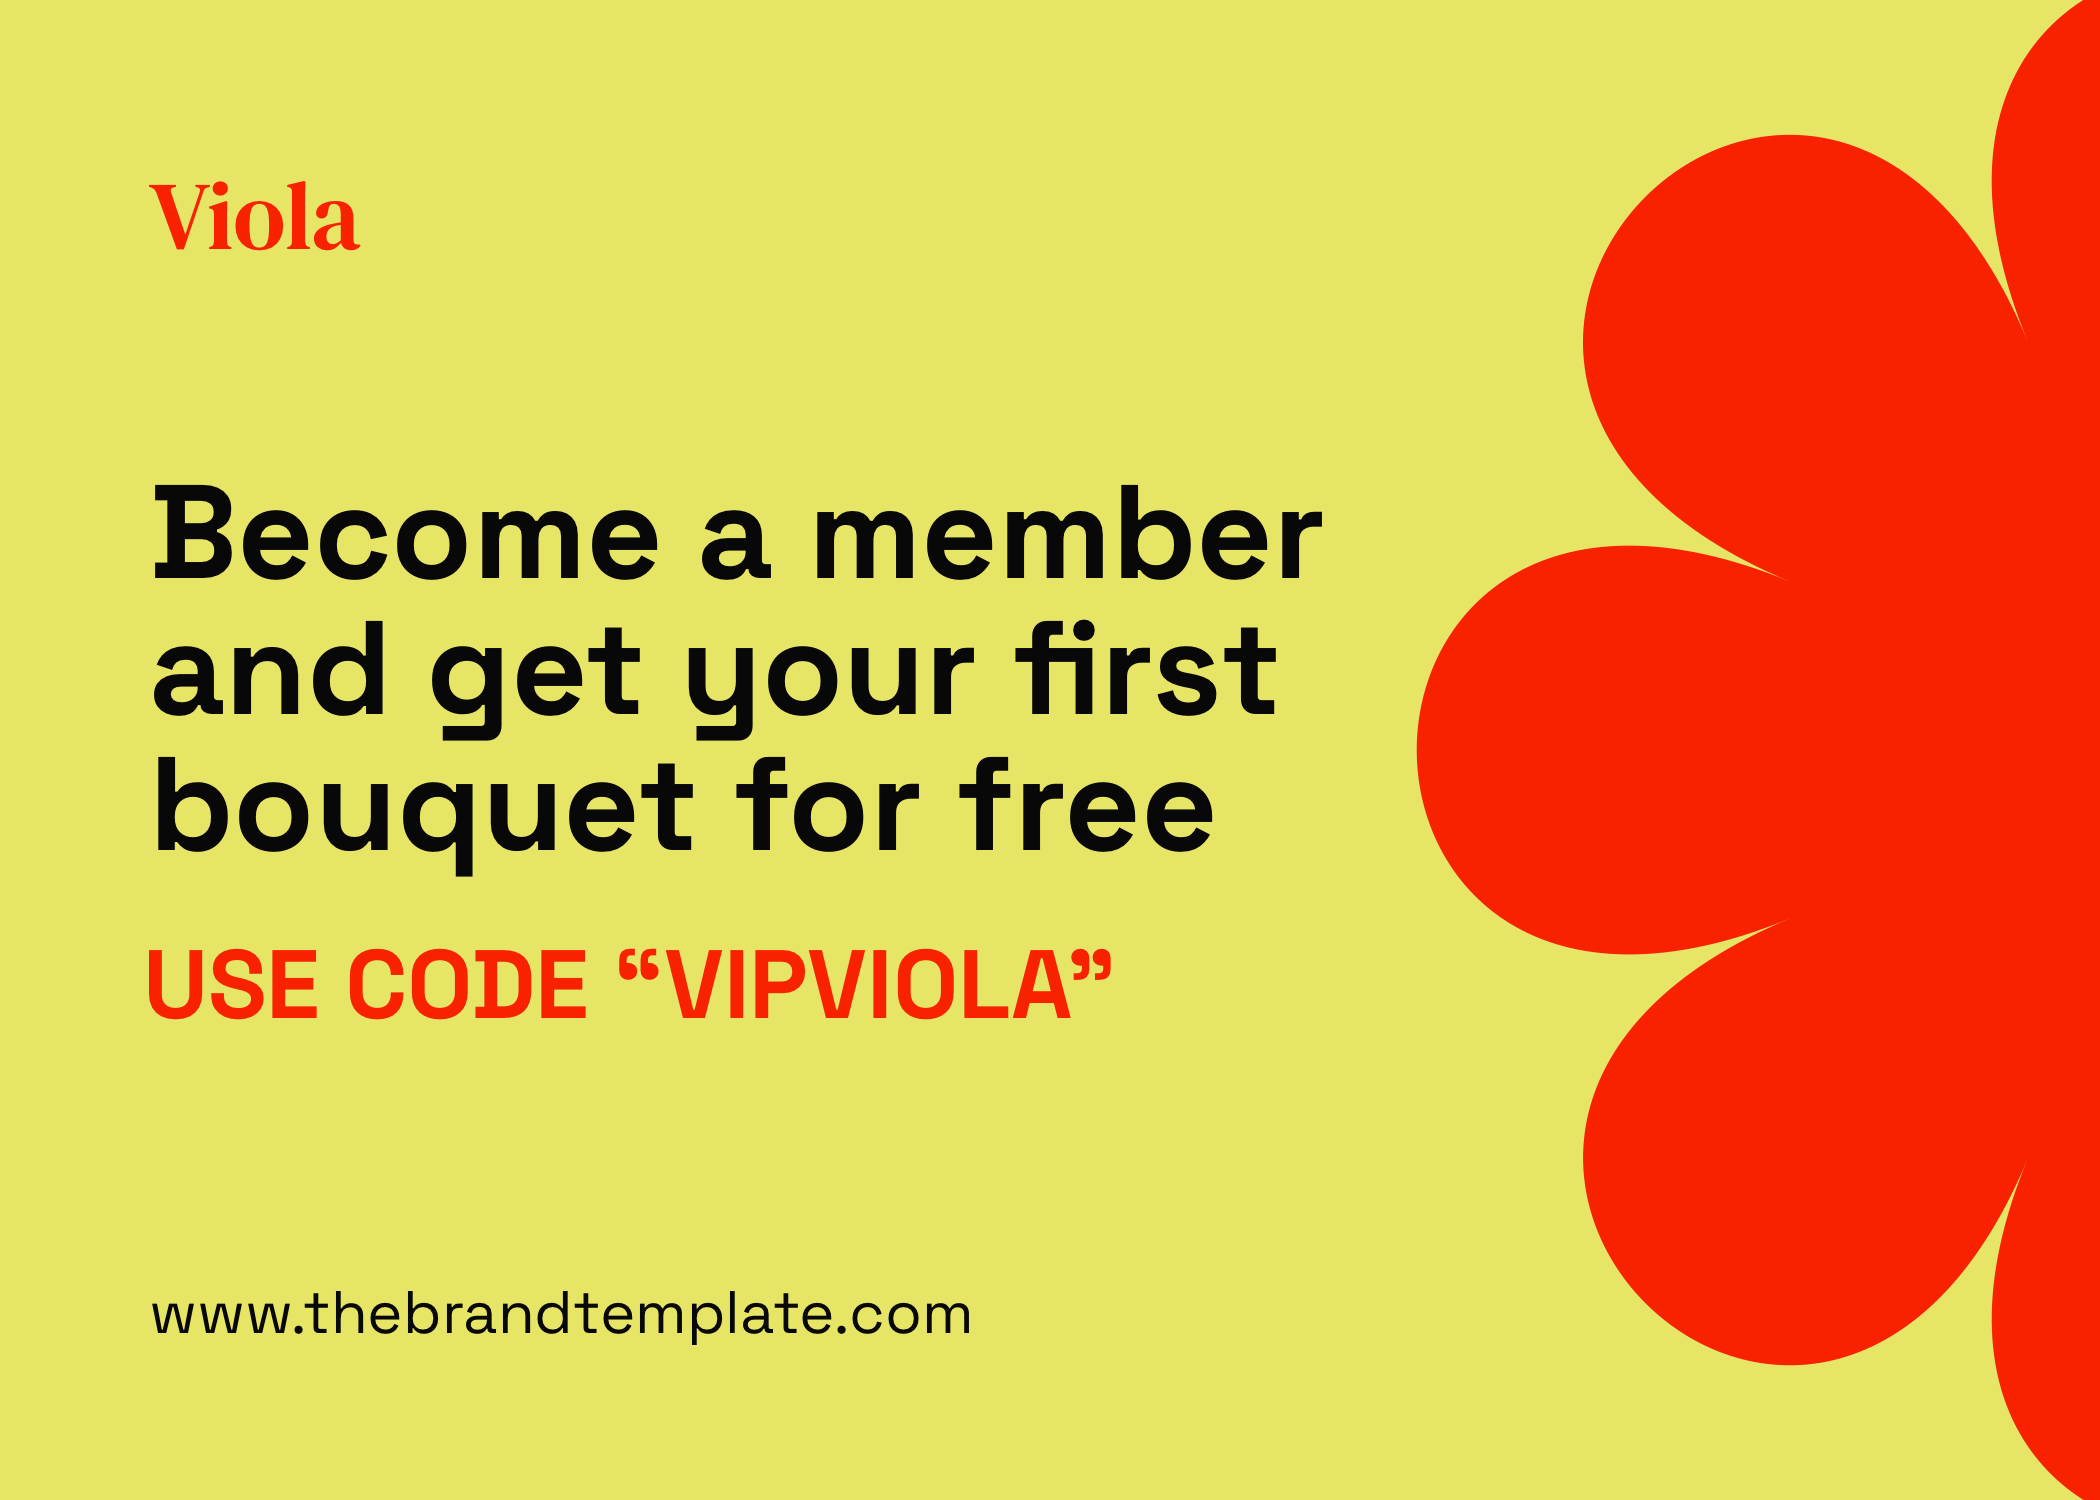 Viola
Become a member
and get your first
bouquet for free
USE CODE “VIPVIOLA”
www.thebrandtemplate.com